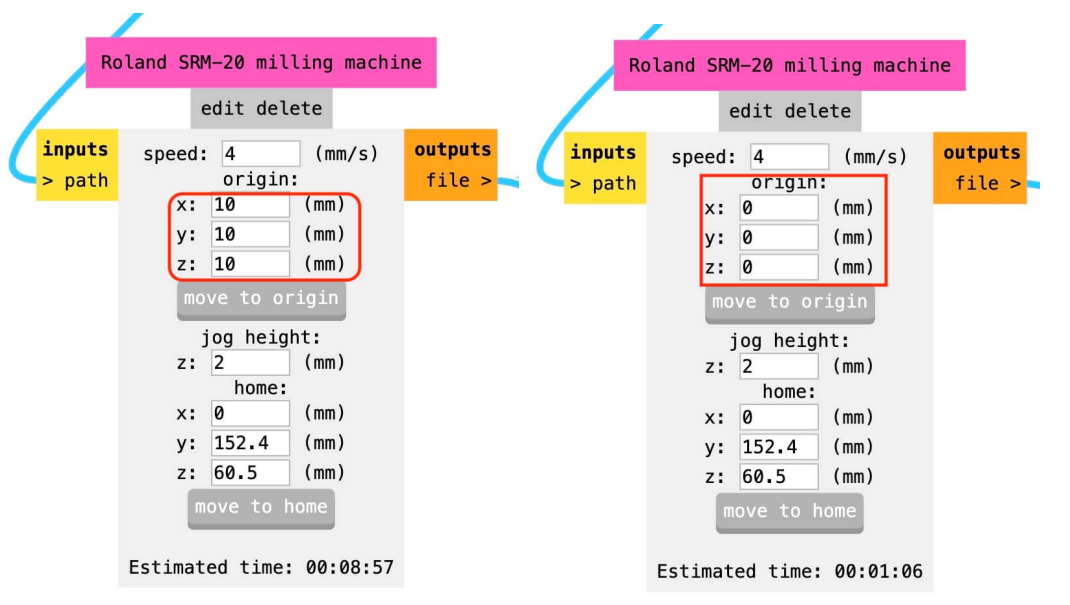 Roland SRM-20 milling machine
edit delete
inputs
> path
outputs
file >
speed: 4 (mm/s)
origin:
x: 10 (mm)
y: 10 (mm)
z: 10 (mm)
move to origin
jog height:
z: 2 (mm)
home:
x: 0 (mm)
y: 152.4 (mm)
z: 60.5 (mm)
move to home
Estimated time: 00:08:57
Roland SRM-20 milling machine
edit delete
inputs
> path
outputs
file >
speed: 4 (mm/s)
origin:
x: 0 (mm)
y: 0 (mm)
z: 0 (mm)
move to origin
jog height:
z: 2 (mm)
home:
x: 0 (mm)
y: 152.4 (mm)
z: 60.5 (mm)
move to home
Estimated time: 00:01:06